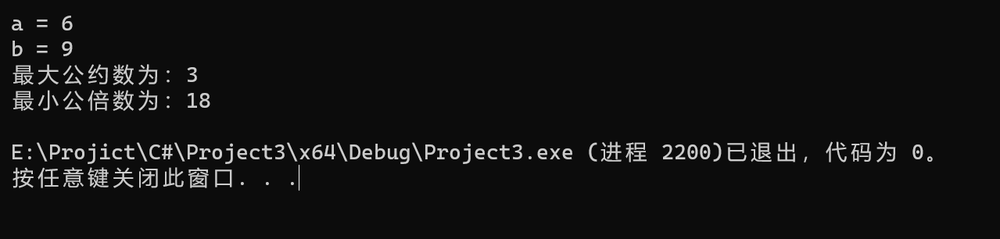 a = 6
b = 9
最大公约数为：3
最小公倍数为：18
E:\Projict\C#\Project3\x64\Debug\Project3.exe (进程 2200)已退出，代码为 0。
按任意键关闭此窗口. . .